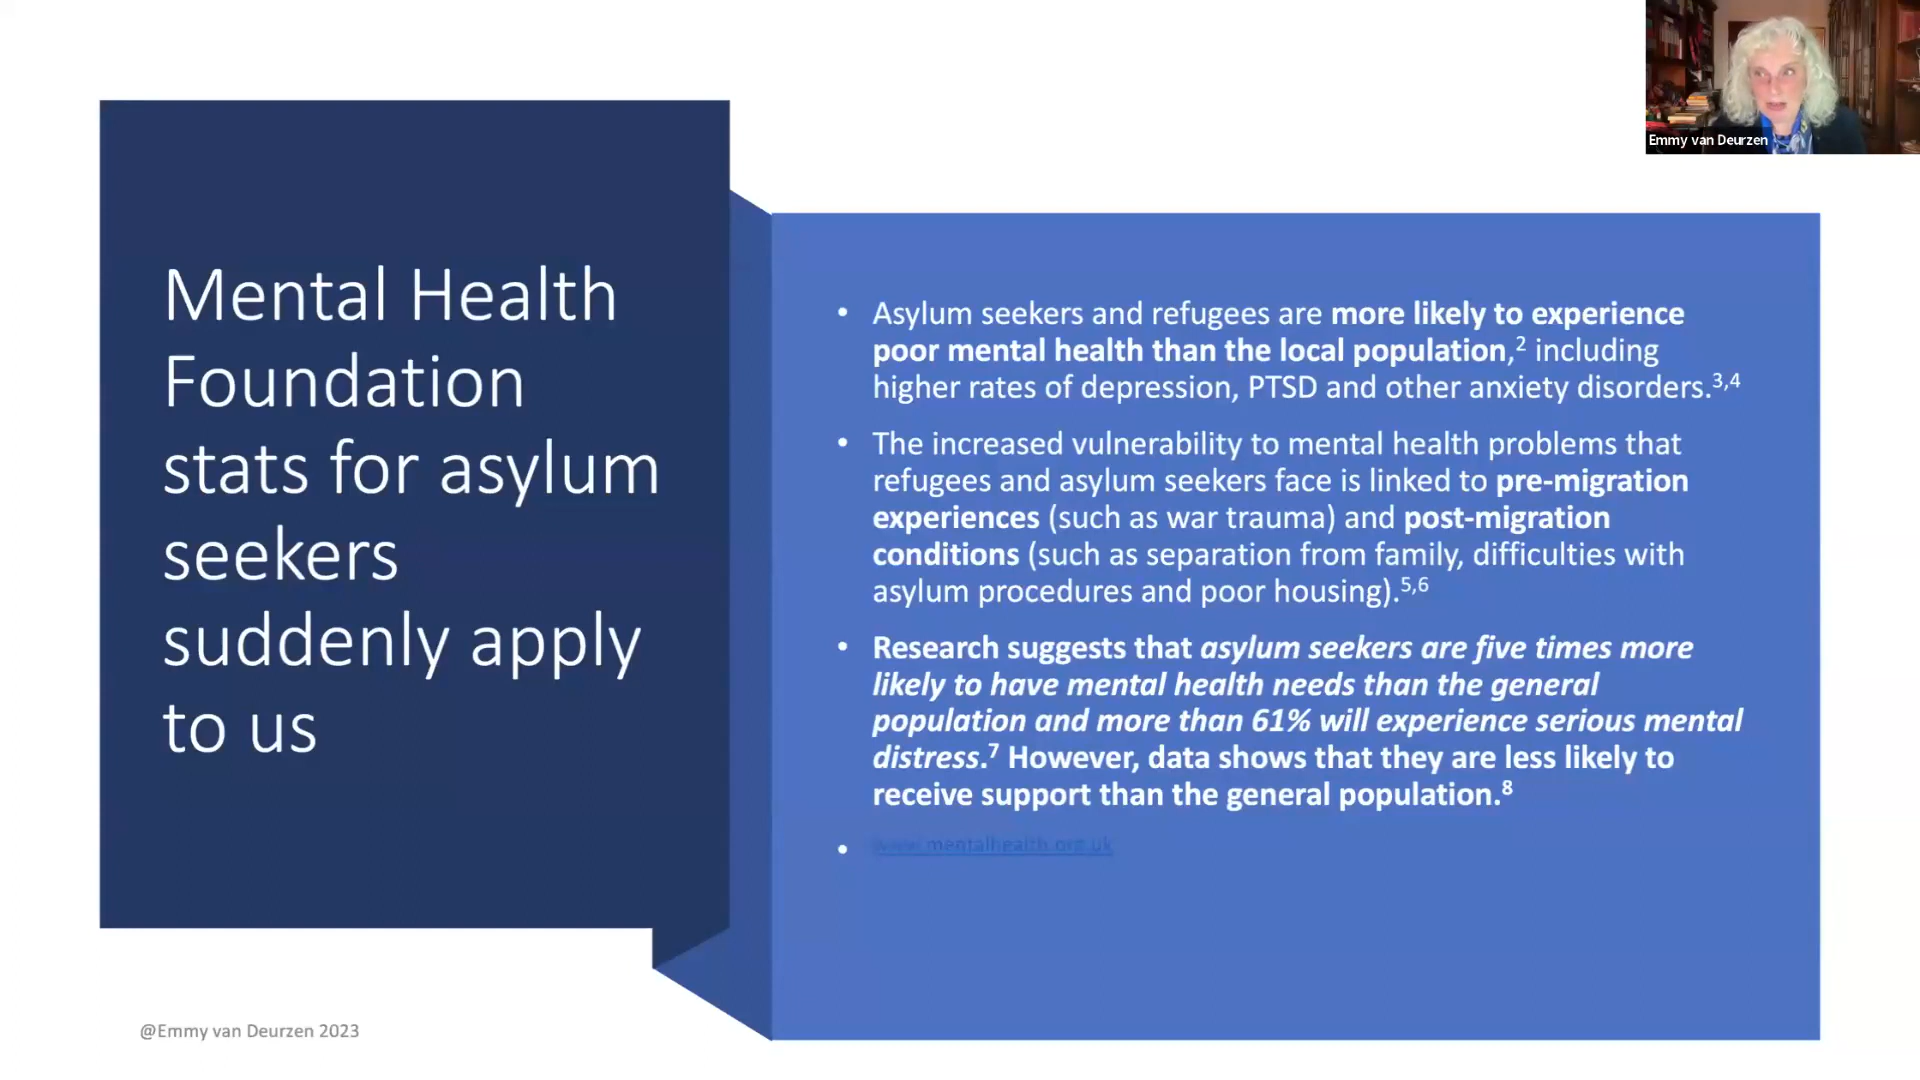 Emmy van Deurzen
Mental Health
Foundation
stats for asylum
seekers
suddenly apply
to us
• Asylum seekers and refugees are more likely to experience
poor mental health than the local population,² including
higher rates of depression, PTSD and other anxiety disorders.³,⁴
• The increased vulnerability to mental health problems that
refugees and asylum seekers face is linked to pre-migration
experiences (such as war trauma) and post-migration
conditions (such as separation from family, difficulties with
asylum procedures and poor housing).⁵,⁶
• Research suggests that asylum seekers are five times more
likely to have mental health needs than the general
population and more than 61% will experience serious mental
distress.⁷ However, data shows that they are less likely to
receive support than the general population.⁸
• www.mentalhealth.org.uk
@Emmy van Deurzen 2023